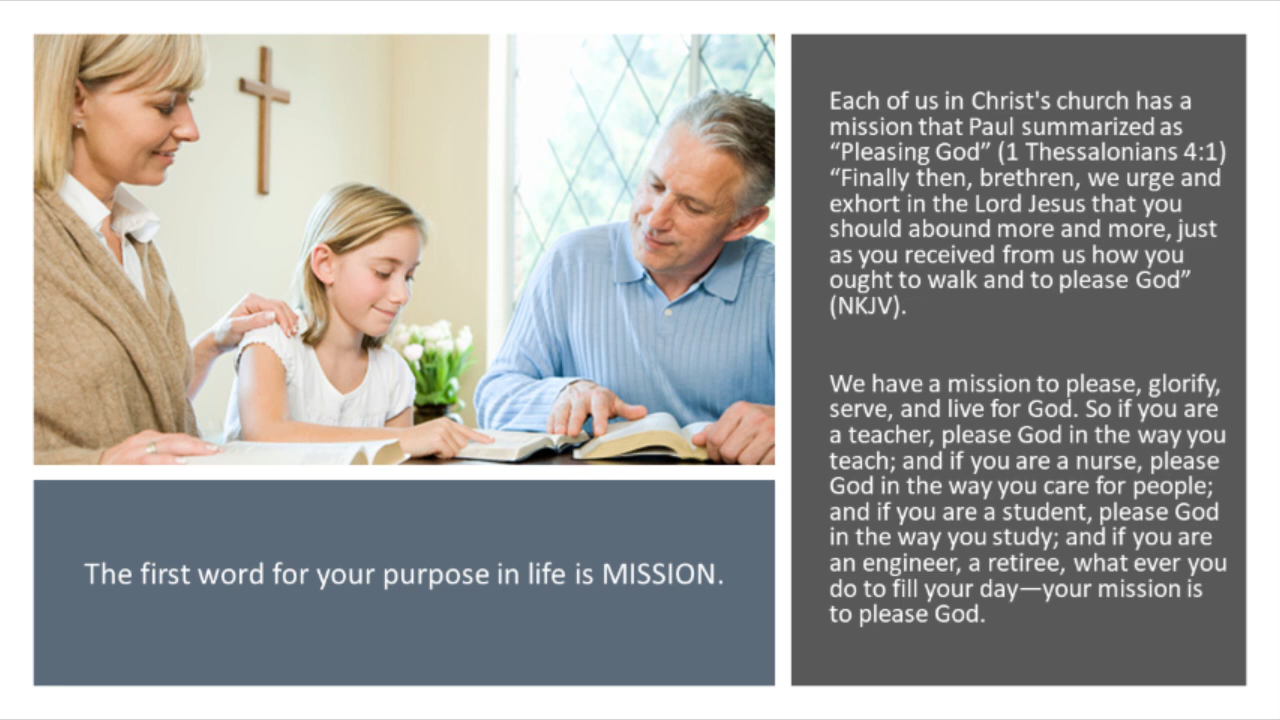 Each of us in Christ's church has a
mission that Paul summarized as
“Pleasing God” (1 Thessalonians 4:1)
“Finally then, brethren, we urge and
exhort in the Lord Jesus that you
should abound more and more, just
as you received from us how you
ought to walk and to please God”
(NKJV).
We have a mission to please, glorify,
serve, and live for God. So if you are
a teacher, please God in the way you
teach; and if you are a nurse, please
God in the way you care for people;
and if you are a student, please God
in the way you study; and if you are
an engineer, a retiree, what ever you
do to fill your day—your mission is
to please God.
The first word for your purpose in life is MISSION.